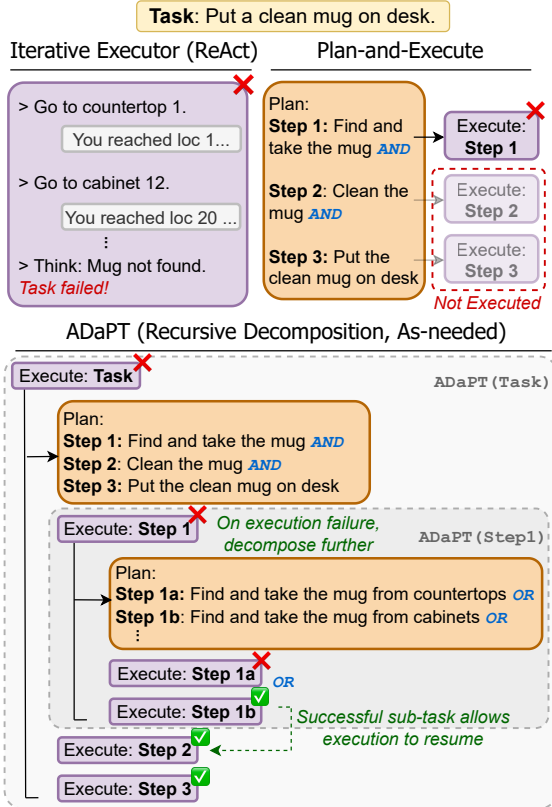 Task: Put a clean mug on desk.
Iterative Executor (ReAct)
> Go to countertop 1.
You reached loc 1...
> Go to cabinet 12.
You reached loc 20 ...
⋮
> Think: Mug not found.
Task failed!
Plan-and-Execute
Plan:
Step 1: Find and
take the mug AND
Step 2: Clean the
mug AND
Step 3: Put the
clean mug on desk
Execute:
Step 1
Execute:
Step 2
Execute:
Step 3
Not Executed
ADaPT (Recursive Decomposition, As-needed)
Execute: Task
ADaPT(Task)
Plan:
Step 1: Find and take the mug AND
Step 2: Clean the mug AND
Step 3: Put the clean mug on desk
Execute: Step 1
On execution failure,
decompose further
ADaPT(Step1)
Plan:
Step 1a: Find and take the mug from countertops OR
Step 1b: Find and take the mug from cabinets OR
⋮
Execute: Step 1a
OR
Execute: Step 1b
Successful sub-task allows
execution to resume
Execute: Step 2
Execute: Step 3